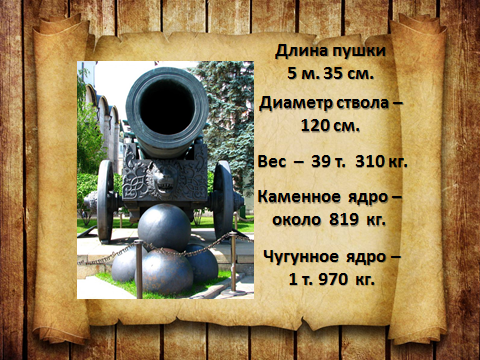 Длина пушки
5 м. 35 см.
Диаметр ствола –
120 см.
Вес – 39 т. 310 кг.
Каменное ядро –
около 819 кг.
Чугунное ядро –
1 т. 970 кг.